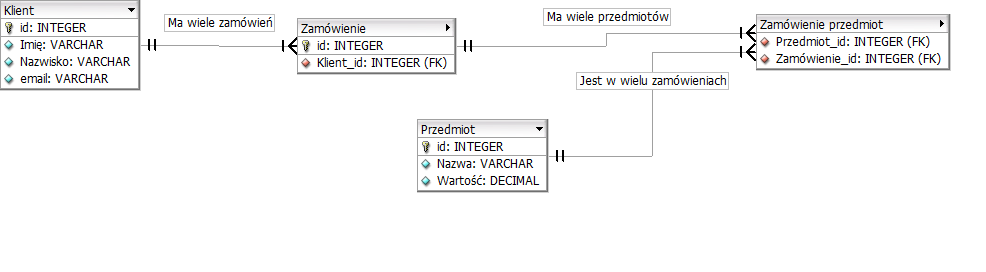 Klient
id: INTEGER
Imię: VARCHAR
Nazwisko: VARCHAR
email: VARCHAR
Ma wiele zamówień
Zamówienie
id: INTEGER
Klient_id: INTEGER (FK)
Ma wiele przedmiotów
Zamówienie przedmiot
Przedmiot_id: INTEGER (FK)
Zamówienie_id: INTEGER (FK)
Jest w wielu zamówieniach
Przedmiot
id: INTEGER
Nazwa: VARCHAR
Wartość: DECIMAL